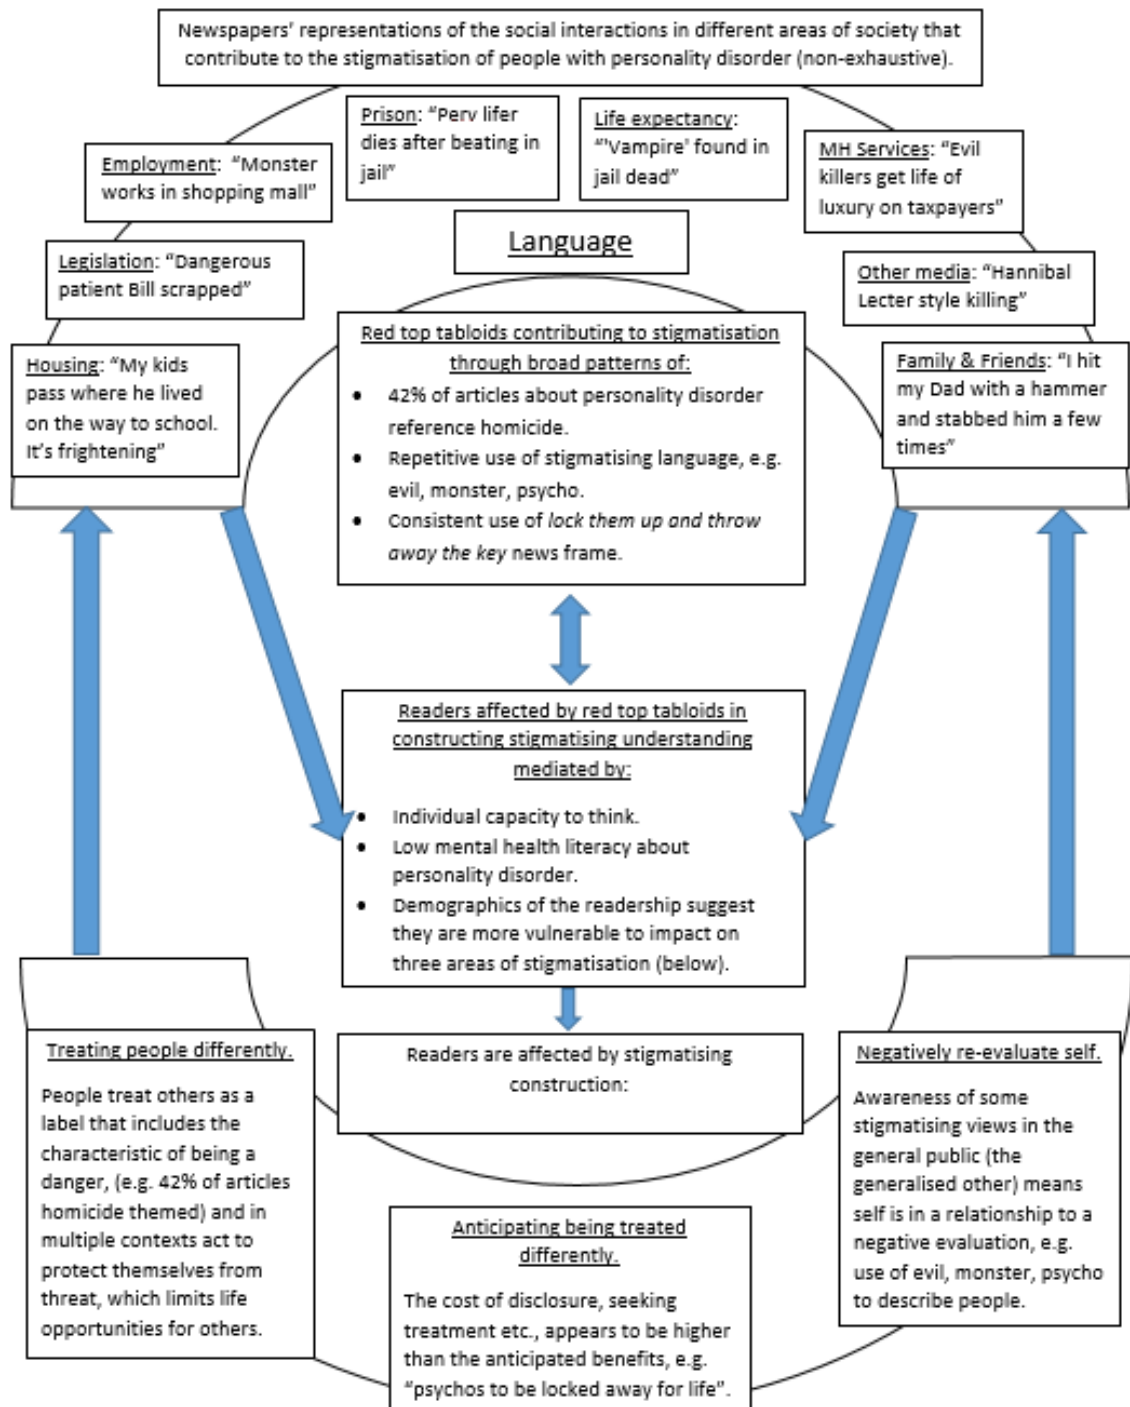 Newspapers' representations of the social interactions in different areas of society that
contribute to the stigmatisation of people with personality disorder (non-exhaustive).
Prison: "Perv lifer
dies after beating in
jail"
Life expectancy:
"'Vampire' found in
jail dead"
Employment: "Monster
works in shopping mall"
MH Services: "Evil
killers get life of
luxury on taxpayers"
Language
Legislation: "Dangerous
patient Bill scrapped"
Other media: "Hannibal
Lecter style killing"
Housing: "My kids
pass where he lived
on the way to school.
It's frightening"
Red top tabloids contributing to stigmatisation
through broad patterns of:
• 42% of articles about personality disorder
reference homicide.
• Repetitive use of stigmatising language, e.g.
evil, monster, psycho.
• Consistent use of lock them up and throw
away the key news frame.
Family & Friends: "I hit
my Dad with a hammer
and stabbed him a few
times"
Readers affected by red top tabloids in
constructing stigmatising understanding
mediated by:
• Individual capacity to think.
• Low mental health literacy about
personality disorder.
• Demographics of the readership suggest
they are more vulnerable to impact on
three areas of stigmatisation (below).
Readers are affected by stigmatising
construction:
Treating people differently.
People treat others as a
label that includes the
characteristic of being a
danger, (e.g. 42% of articles
homicide themed) and in
multiple contexts act to
protect themselves from
threat, which limits life
opportunities for others.
Anticipating being treated
differently.
The cost of disclosure, seeking
treatment etc., appears to be higher
than the anticipated benefits, e.g.
"psychos to be locked away for life".
Negatively re-evaluate self.
Awareness of some
stigmatising views in the
general public (the
generalised other) means
self is in a relationship to a
negative evaluation, e.g.
use of evil, monster, psycho
to describe people.